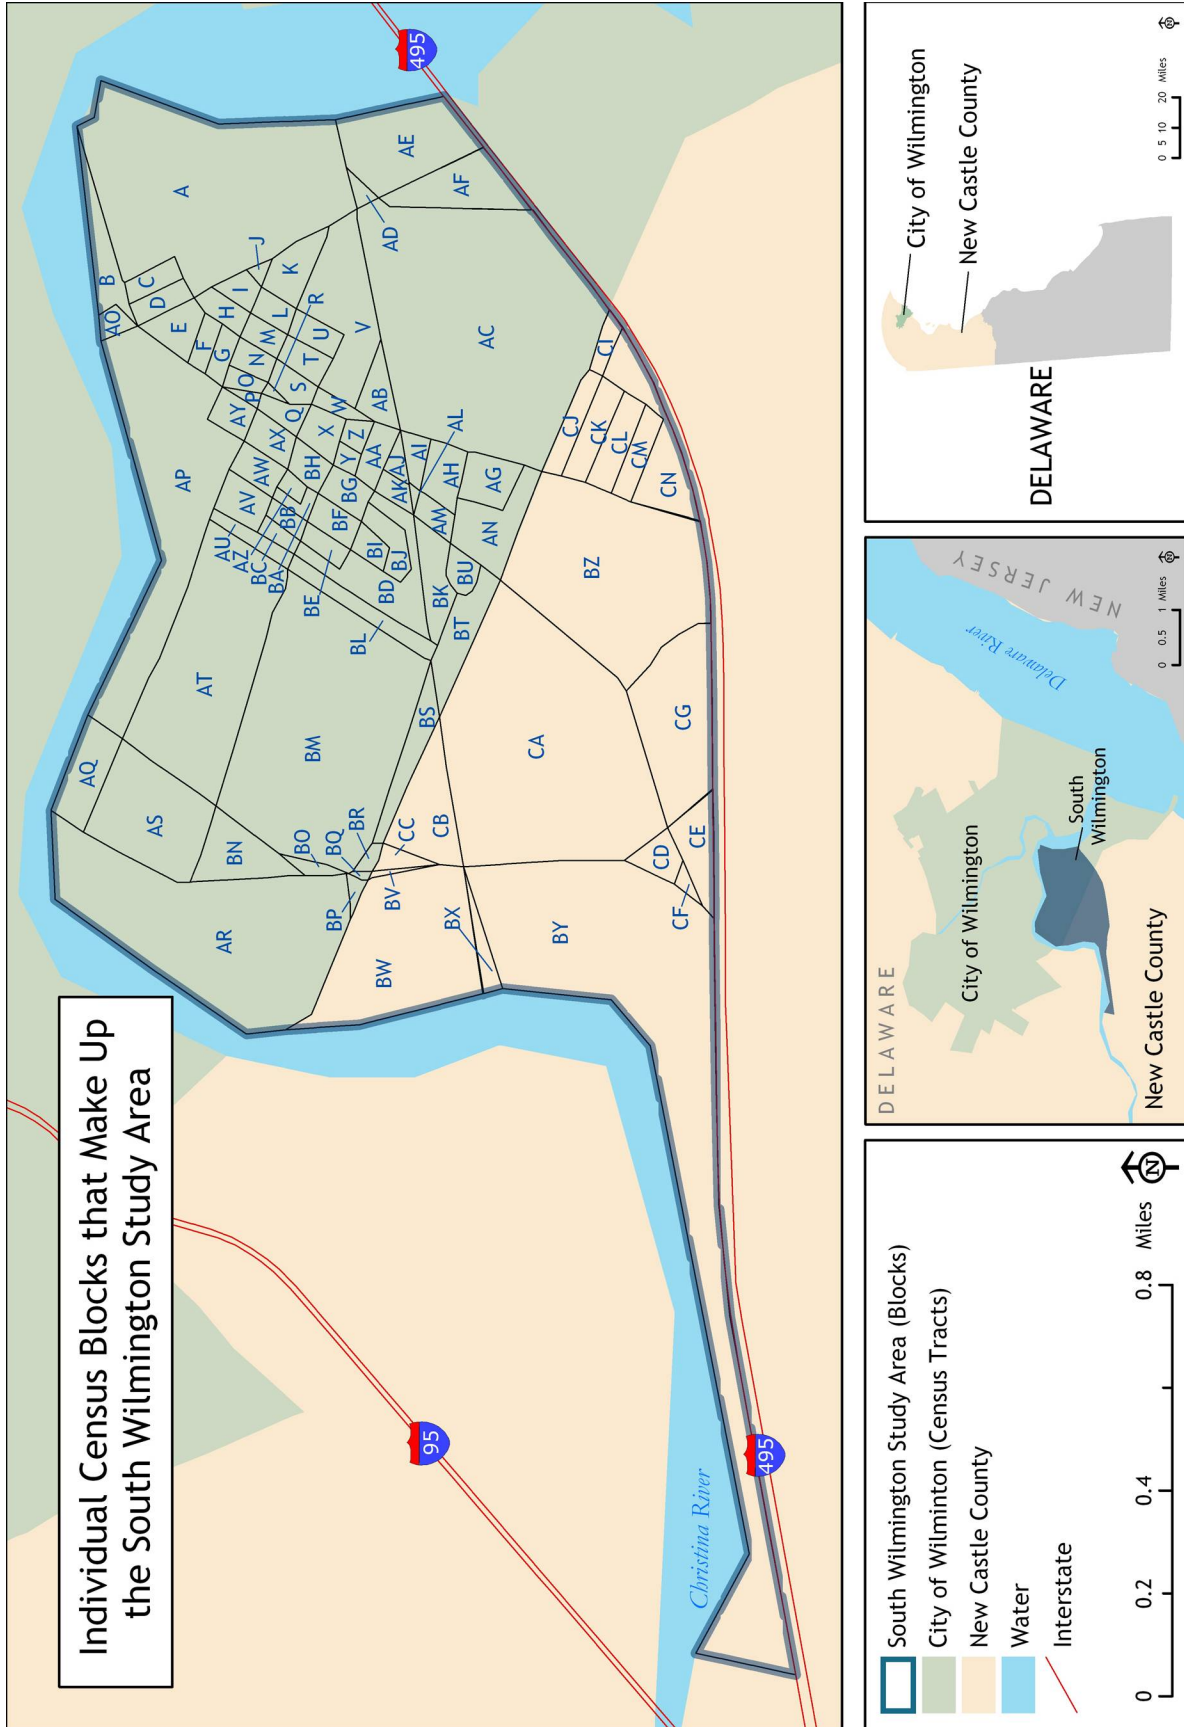 Individual Census Blocks that Make Up
the South Wilmington Study Area
95
495
495
Christina River
A
B
C
D
E
F
G
H
I
J
K
L
M
N
O
P
Q
R
S
T
U
V
W
X
Y
Z
AA
AB
AC
AD
AE
AF
AG
AH
AI
AJ
AK
AL
AM
AN
AO
AP
AQ
AR
AS
AT
AU
AV
AW
AX
AY
AZ
BA
BB
BC
BD
BE
BF
BG
BH
BI
BJ
BK
BL
BM
BN
BO
BP
BQ
BR
BS
BT
BU
BV
BW
BX
BY
BZ
CA
CB
CC
CD
CE
CF
CG
CI
CJ
CK
CL
CM
CN
South Wilmington Study Area (Blocks)
City of Wilminton (Census Tracts)
New Castle County
Water
Interstate
0 0.2 0.4 0.8 Miles
N
DELAWARE
NEW JERSEY
City of Wilmington
Delaware River
South
Wilmington
New Castle County
0 0.5 1 Miles
N
City of Wilmington
New Castle County
DELAWARE
0 5 10 20 Miles
N